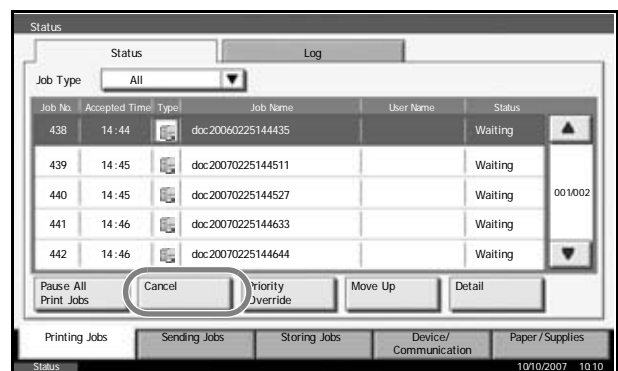 Status
Status Log
Job Type All
Job No. Accepted Time Type Job Name User Name Status
438 14:44 doc20060225144435 Waiting
439 14:45 doc20070225144511 Waiting
440 14:45 doc20070225144527 Waiting
441 14:46 doc20070225144633 Waiting
442 14:46 doc20070225144644 Waiting
001/002
Pause All Cancel Priority Move Up Detail
Print Jobs Override
Printing Jobs Sending Jobs Storing Jobs Device/ Paper/Supplies
Communication
Status 10/10/2007 10:10